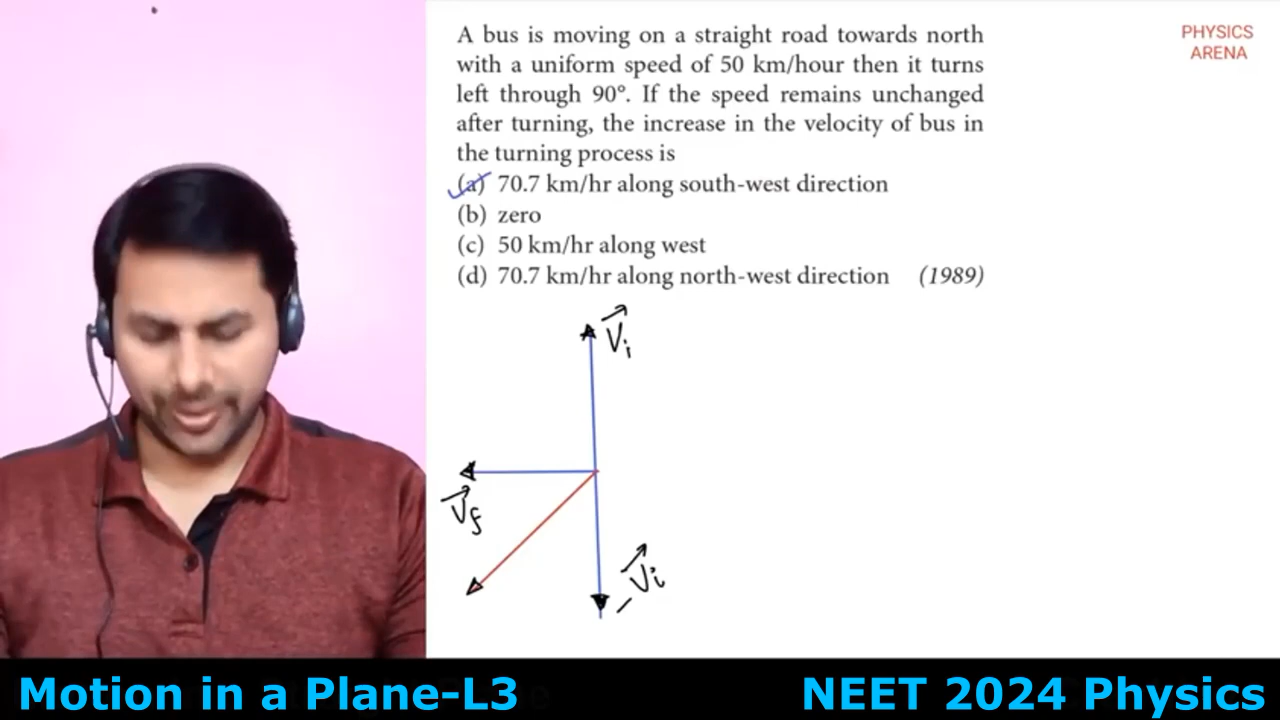 A bus is moving on a straight road towards north
with a uniform speed of 50 km/hour then it turns
left through 90°. If the speed remains unchanged
after turning, the increase in the velocity of bus in
the turning process is
(a) 70.7 km/hr along south-west direction
(b) zero
(c) 50 km/hr along west
(d) 70.7 km/hr along north-west direction (1989)
PHYSICS
ARENA
V⃗i
V⃗f
-V⃗i
Motion in a Plane-L3
NEET 2024 Physics